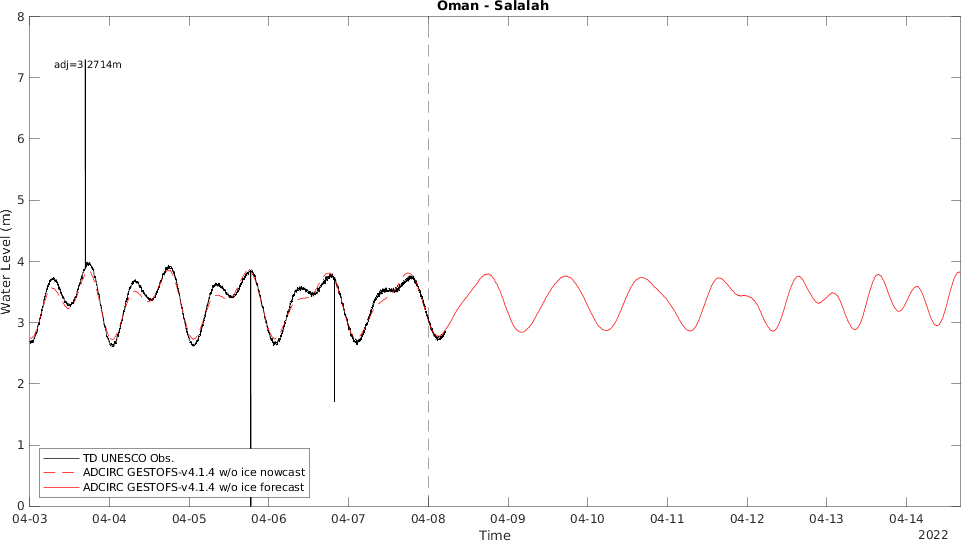 Oman - Salalah
8
7
6
5
4
3
2
1
0
Water Level (m)
adj=3.2714m
TD UNESCO Obs.
ADCIRC GESTOFS-v4.1.4 w/o ice nowcast
ADCIRC GESTOFS-v4.1.4 w/o ice forecast
04-03 04-04 04-05 04-06 04-07 04-08 04-09 04-10 04-11 04-12 04-13 04-14
Time
2022